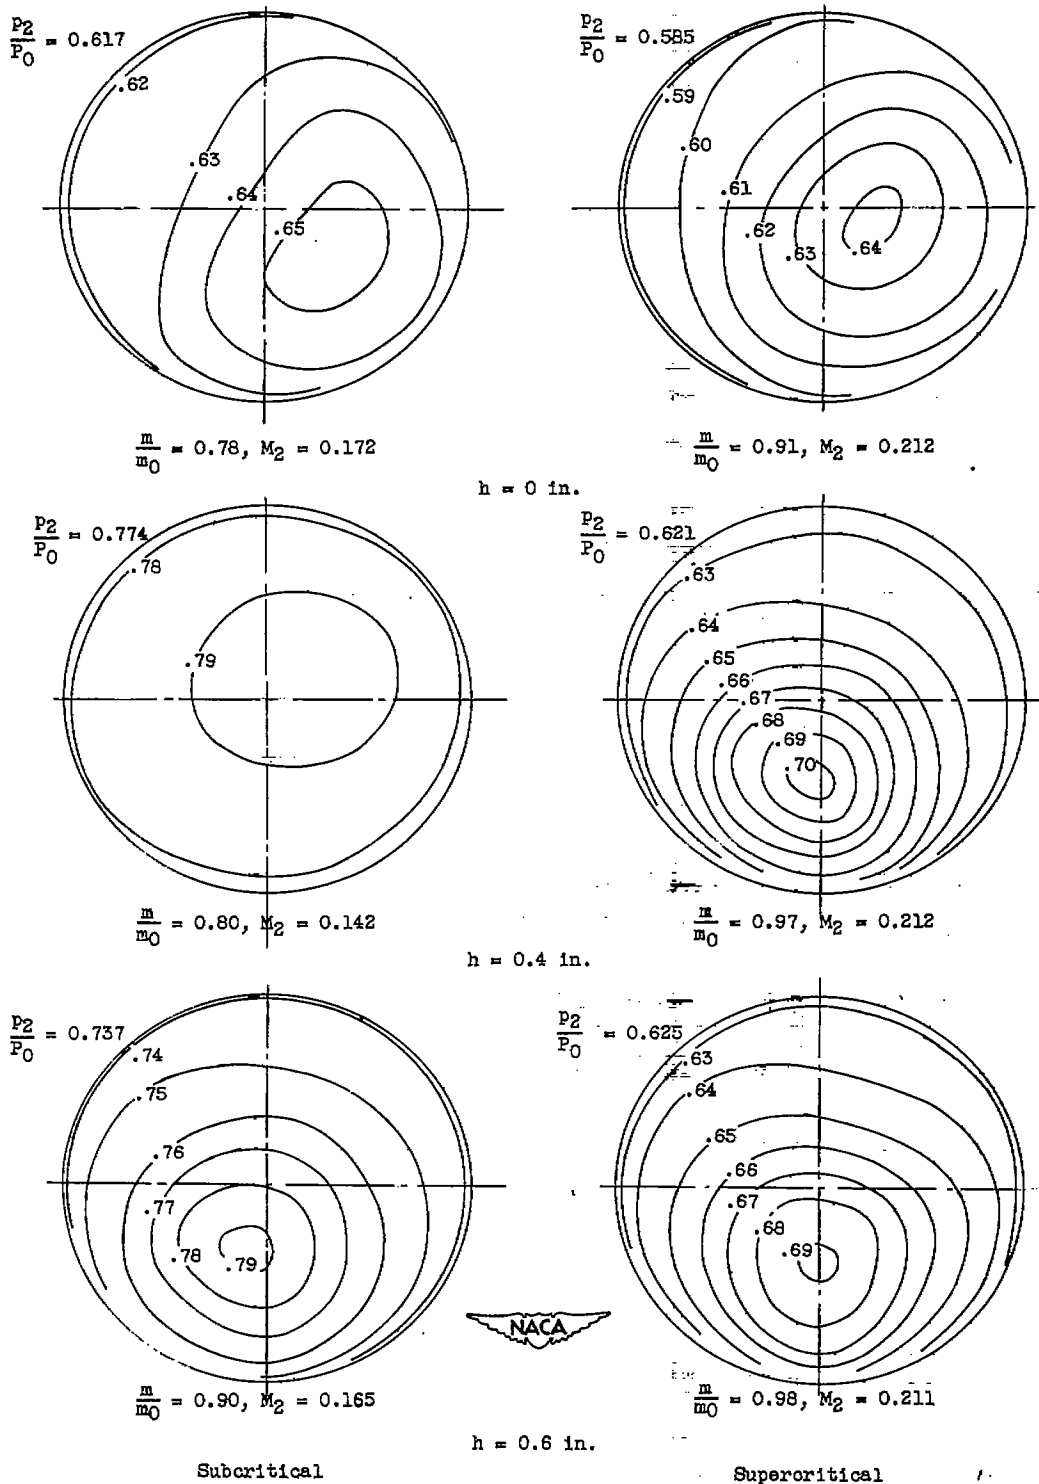 p2/P0 = 0.617
.62
.63
.64
.65
m/m0 = 0.78, M2 = 0.172
p2/P0 = 0.585
.59
.60
.61
.62
.63
.64
m/m0 = 0.91, M2 = 0.212
h = 0 in.
p2/P0 = 0.774
.78
.79
m/m0 = 0.80, M2 = 0.142
p2/P0 = 0.621
.63
.64
.65
.66
.67
.68
.69
.70
m/m0 = 0.97, M2 = 0.212
h = 0.4 in.
p2/P0 = 0.737
.74
.75
.76
.77
.78
.79
m/m0 = 0.90, M2 = 0.165
p2/P0 = 0.625
.63
.64
.65
.66
.67
.68
.69
m/m0 = 0.98, M2 = 0.211
NACA
h = 0.6 in.
Subcritical
Supercritical